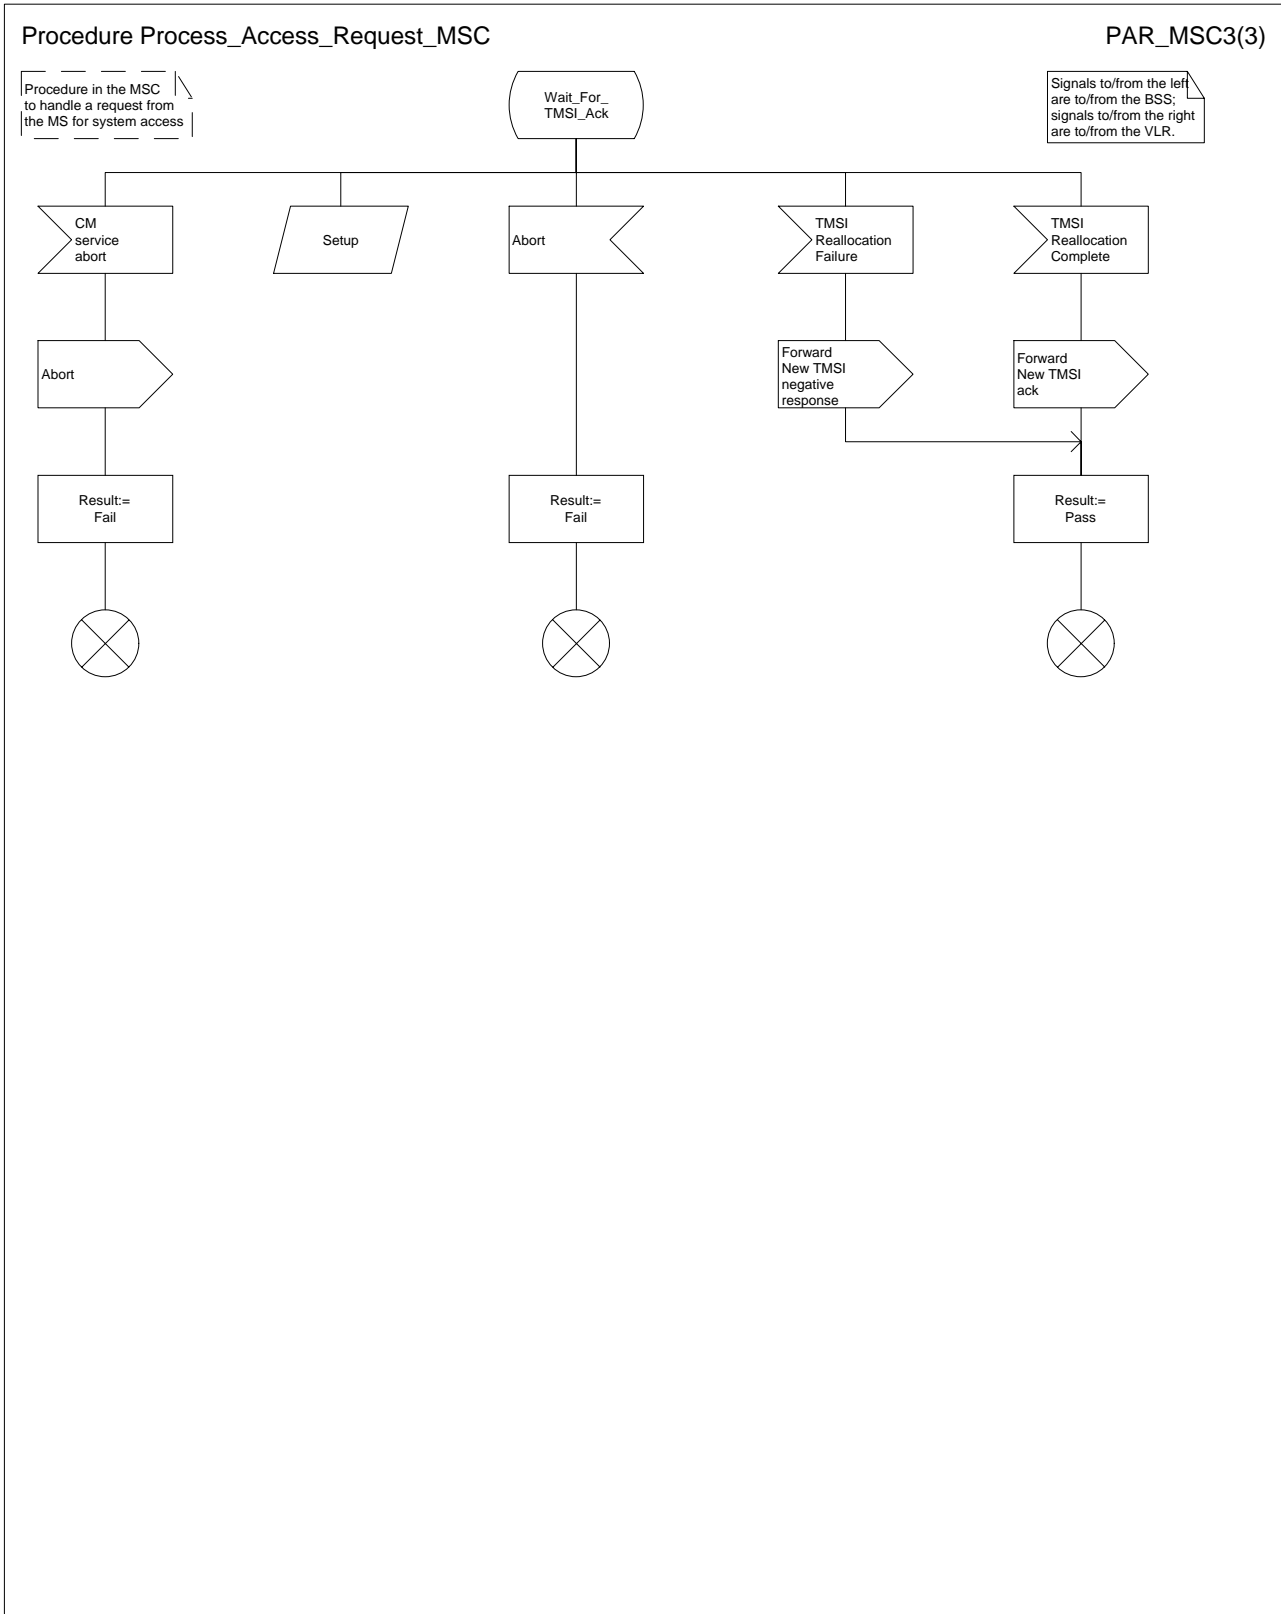 Procedure Process_Access_Request_MSC
PAR_MSC3(3)
Procedure in the MSC
to handle a request from
the MS for system access
Wait_For_
TMSI_Ack
Signals to/from the left
are to/from the BSS;
signals to/from the right
are to/from the VLR.
CM
service
abort
Setup
Abort
TMSI
Reallocation
Failure
TMSI
Reallocation
Complete
Abort
Forward
New TMSI
negative
response
Forward
New TMSI
ack
Result:=
Fail
Result:=
Fail
Result:=
Pass